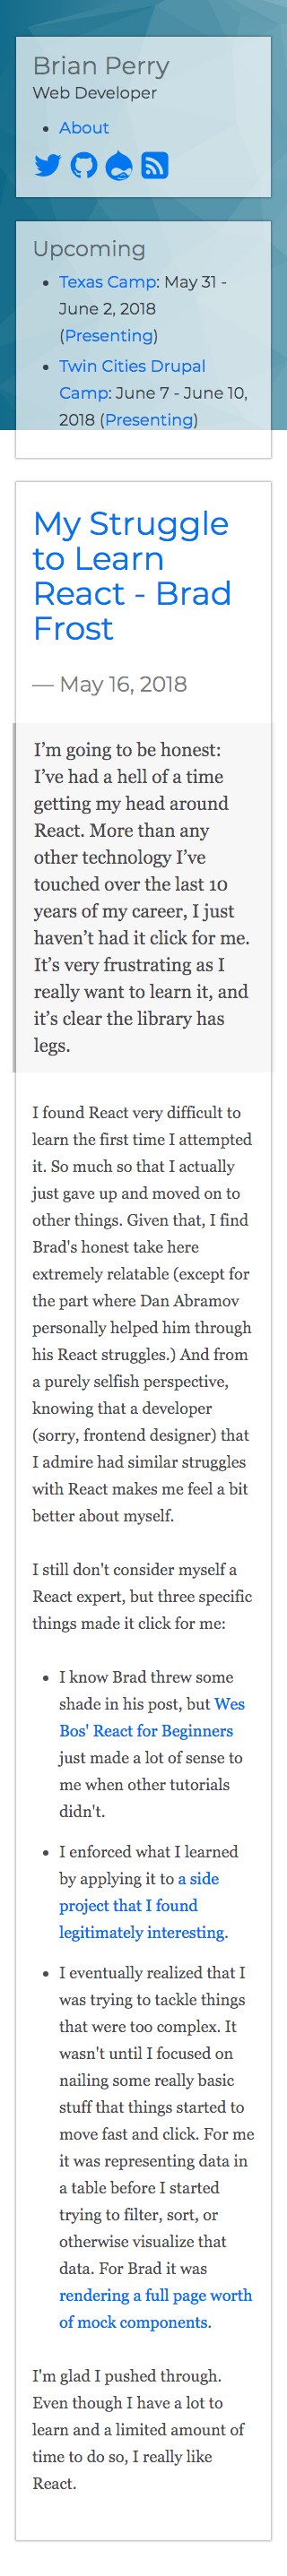 Brian Perry
Web Developer
About
Upcoming
Texas Camp: May 31 -
June 2, 2018
(Presenting)
Twin Cities Drupal
Camp: June 7 - June 10,
2018 (Presenting)
My Struggle
to Learn
React - Brad
Frost
— May 16, 2018
I’m going to be honest:
I’ve had a hell of a time
getting my head around
React. More than any
other technology I’ve
touched over the last 10
years of my career, I just
haven’t had it click for me.
It’s very frustrating as I
really want to learn it, and
it’s clear the library has
legs.
I found React very difficult to
learn the first time I attempted
it. So much so that I actually
just gave up and moved on to
other things. Given that, I find
Brad's honest take here
extremely relatable (except for
the part where Dan Abramov
personally helped him through
his React struggles.) And from
a purely selfish perspective,
knowing that a developer
(sorry, frontend designer) that
I admire had similar struggles
with React makes me feel a bit
better about myself.
I still don't consider myself a
React expert, but three specific
things made it click for me:
I know Brad threw some
shade in his post, but Wes
Bos' React for Beginners
just made a lot of sense to
me when other tutorials
didn't.
I enforced what I learned
by applying it to a side
project that I found
legitimately interesting.
I eventually realized that I
was trying to tackle things
that were too complex. It
wasn't until I focused on
nailing some really basic
stuff that things started to
move fast and click. For me
it was representing data in
a table before I started
trying to filter, sort, or
otherwise visualize that
data. For Brad it was
rendering a full page worth
of mock components.
I'm glad I pushed through.
Even though I have a lot to
learn and a limited amount of
time to do so, I really like
React.